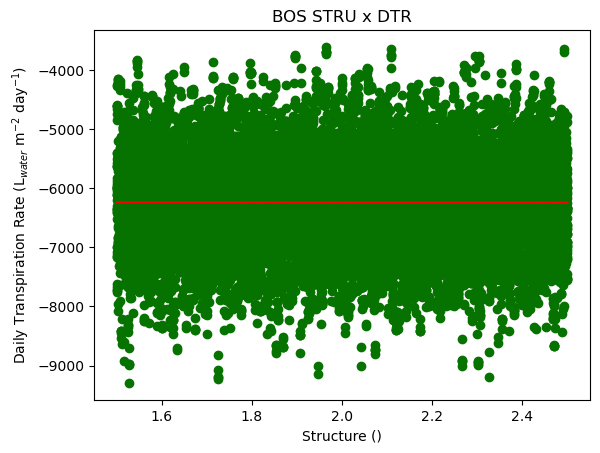 BOS STRU x DTR
Daily Transpiration Rate (L_water m⁻² day⁻¹)
−4000
−5000
−6000
−7000
−8000
−9000
1.6 1.8 2.0 2.2 2.4
Structure ()